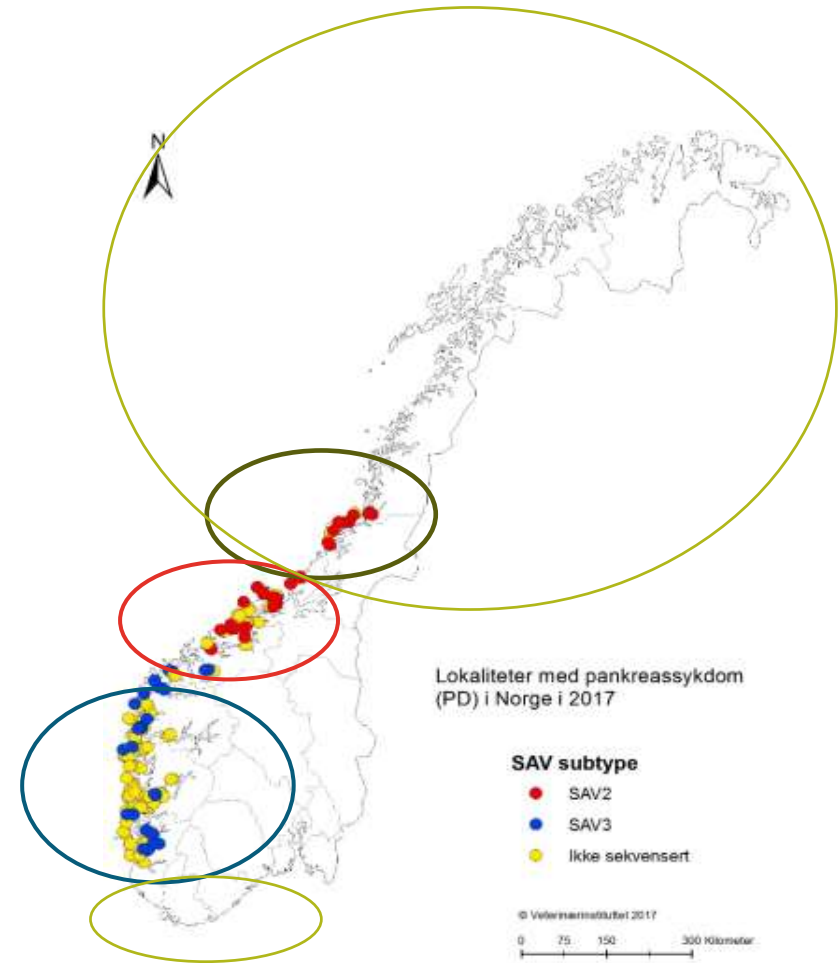 N
Lokaliteter med pankreassykdom
(PD) i Norge i 2017
SAV subtype
SAV2
SAV3
Ikke sekvensert
© Veterinærinstituttet 2017
0 75 150 300 Kilometer